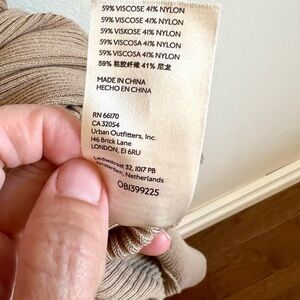 59% VISCOSE 41% NYLON
59% VISCOSE 41% NYLON
59% VISKOSE 41% NYLON
59% VISCOSA 41% NYLON
59% VISCOSA 41% NYLON
59% 粘胶纤维 41% 尼龙
MADE IN CHINA
HECHO EN CHINA
RN 66170
CA 32054
Urban Outfitters, Inc.
146 Brick Lane
LONDON, E1 6RU
Leidsestraat 32, 1017 PB
Amsterdam, Netherlands
OBI399225